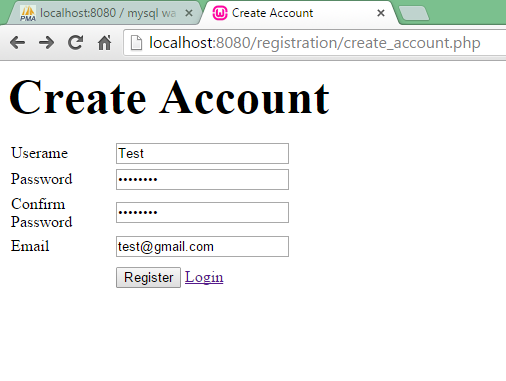 localhost:8080 / mysql wa
Create Account
localhost:8080/registration/create_account.php
Create Account
Userame Test
Password ••••••••
Confirm
Password ••••••••
Email test@gmail.com
Register Login